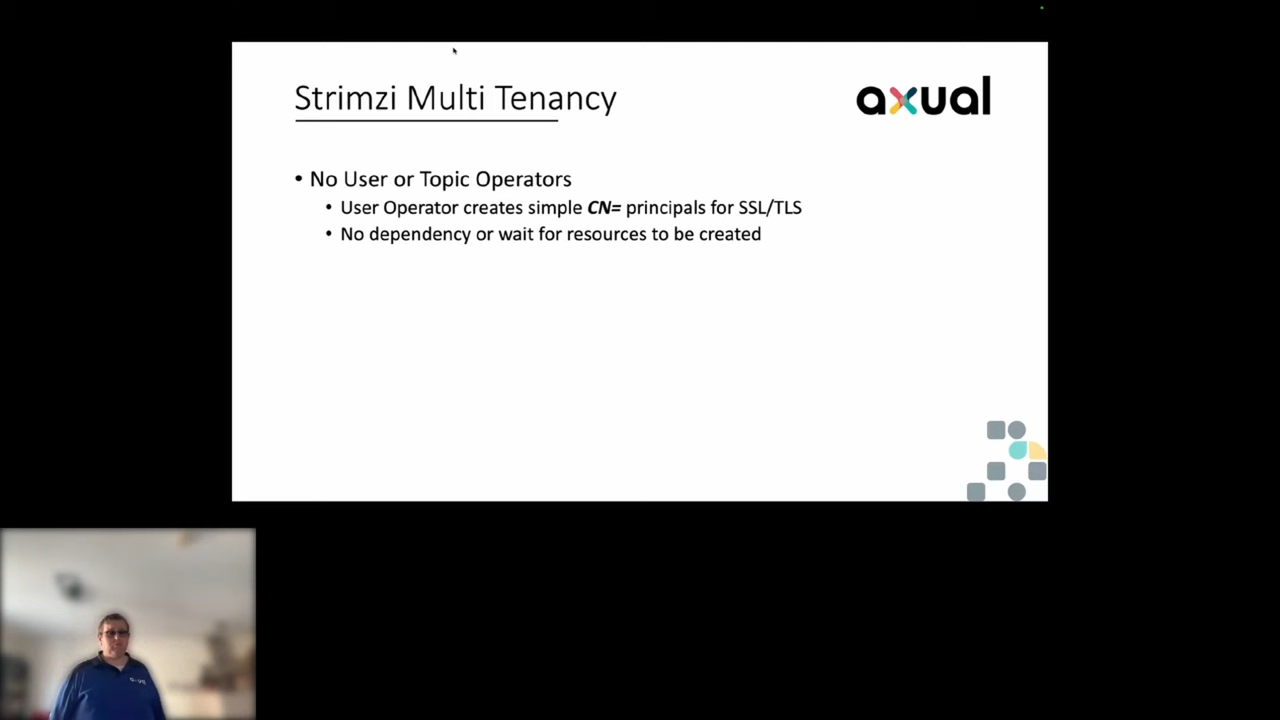 Strimzi Multi Tenancy
axual
• No User or Topic Operators
• User Operator creates simple CN= principals for SSL/TLS
• No dependency or wait for resources to be created
axual